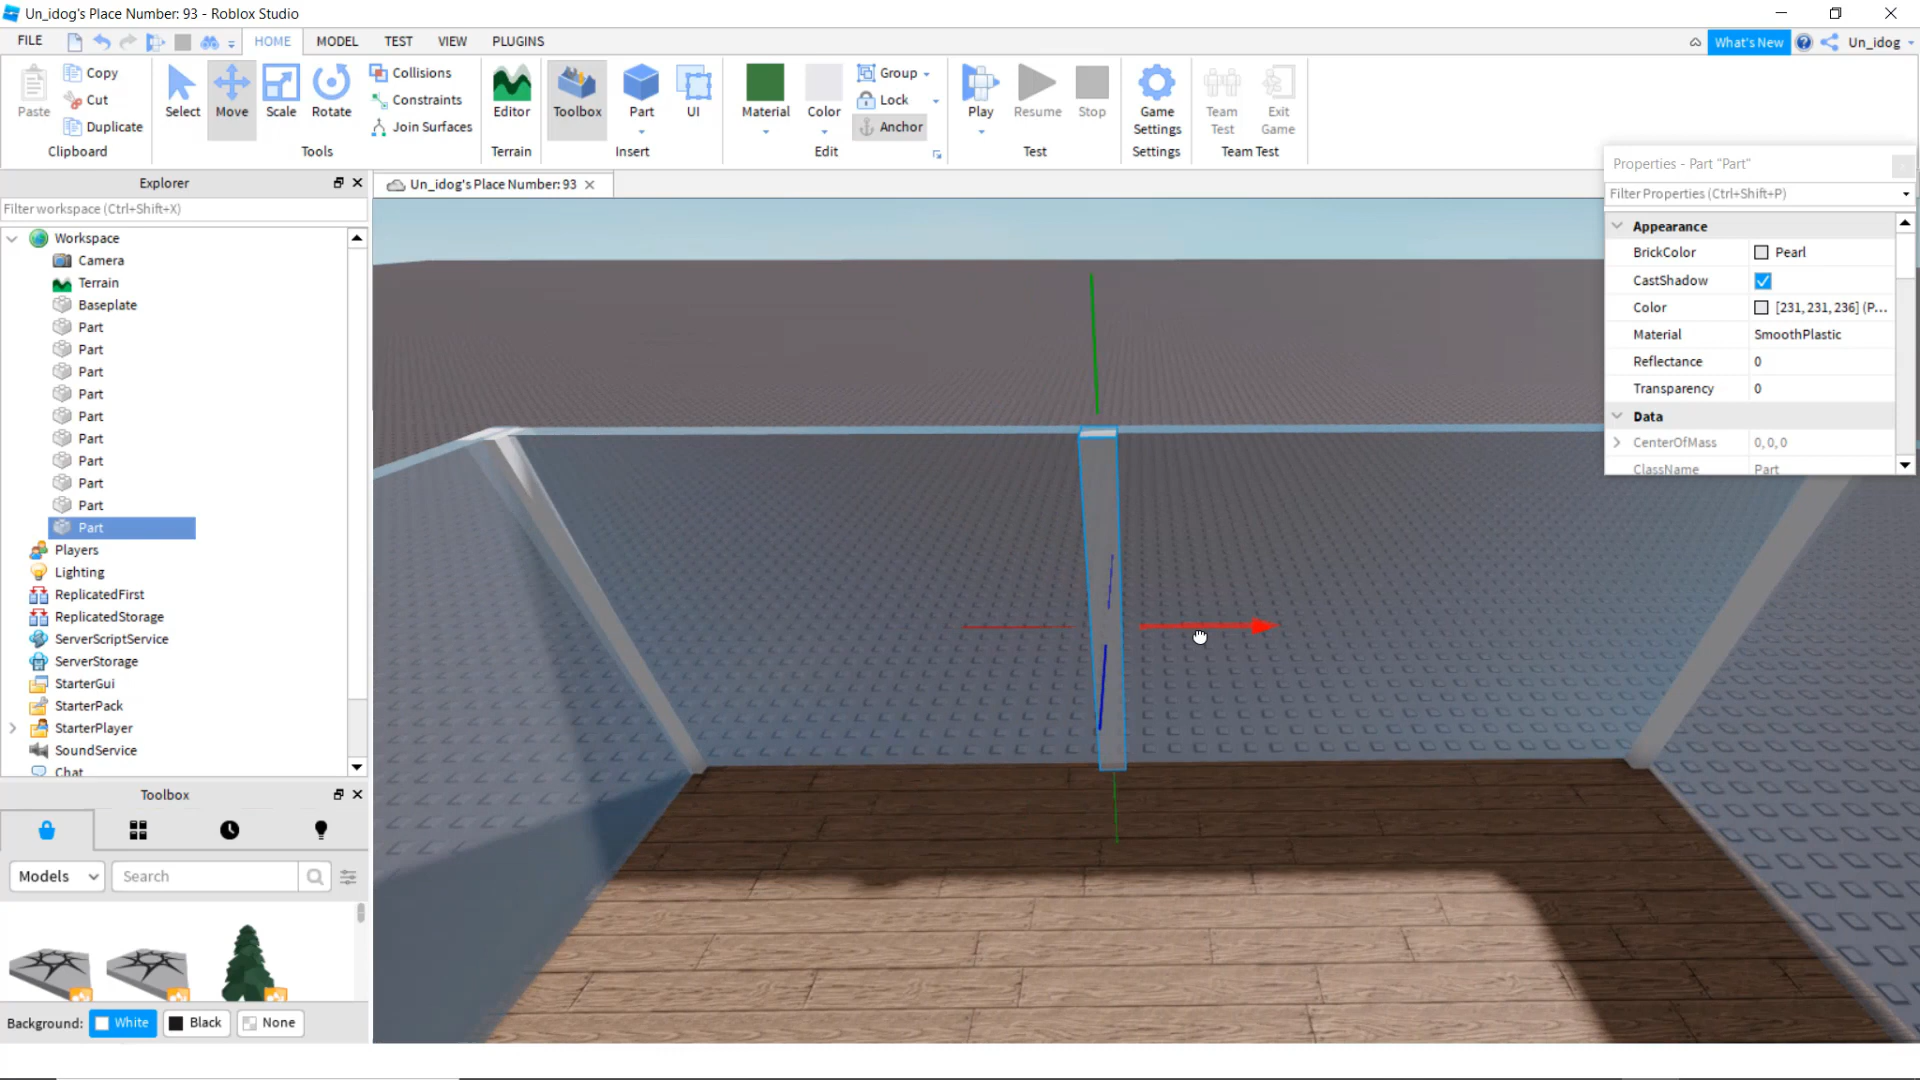 Un_idog's Place Number: 93 - Roblox Studio
FILE HOME MODEL TEST VIEW PLUGINS What's New Un_idog
Paste Copy Cut Duplicate
Clipboard
Select Move Scale Rotate
Collisions
Constraints
Join Surfaces
Tools
Editor
Terrain
Toolbox Part UI
Insert
Material Color Group Lock Anchor
Edit
Play Resume Stop
Test
Game Settings
Settings
Team Test
Exit Game
Team Test
Explorer
Filter workspace (Ctrl+Shift+X)
Workspace
Camera
Terrain
Baseplate
Part
Part
Part
Part
Part
Part
Part
Part
Part
Part
Players
Lighting
ReplicatedFirst
ReplicatedStorage
ServerScriptService
ServerStorage
StarterGui
StarterPack
StarterPlayer
SoundService
Chat
Toolbox
Models Search
Background: White Black None
Un_idog's Place Number: 93
Properties - Part "Part"
Filter Properties (Ctrl+Shift+P)
Appearance
BrickColor Pearl
CastShadow
Color [231, 231, 236] (P...
Material SmoothPlastic
Reflectance 0
Transparency 0
Data
CenterOfMass 0, 0, 0
ClassName Part